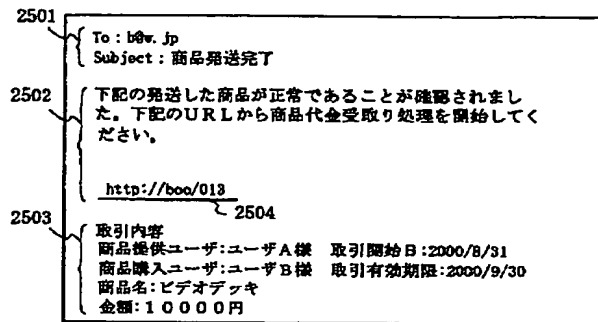 2501
To：b@w.jp
Subject：商品発送完了
2502
下記の発送した商品が正常であることが確認されまし
た。下記のＵＲＬから商品代金受取り処理を開始してく
ださい。
http://boo/013
2504
2503
取引内容
商品提供ユーザ：ユーザＡ様　取引開始日：2000/8/31
商品購入ユーザ：ユーザＢ様　取引有効期限：2000/9/30
商品名：ビデオデッキ
金額：１００００円